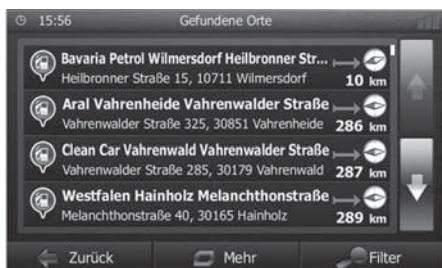 15:56 Gefundene Orte
Bavaria Petrol Wilmersdorf Heilbronner Str...
Heilbronner Straße 15, 10711 Wilmersdorf 10 km
Aral Vahrenheide Vahrenwalder Straße
Vahrenwalder Straße 325, 30851 Vahrenheide 286 km
Clean Car Vahrenwald Vahrenwalder Straße
Vahrenwalder Straße 285, 30179 Vahrenwald 287 km
Westfalen Hainholz Melanchthonstraße
Melanchthonstraße 40, 30165 Hainholz 289 km
Zurück Mehr Filter